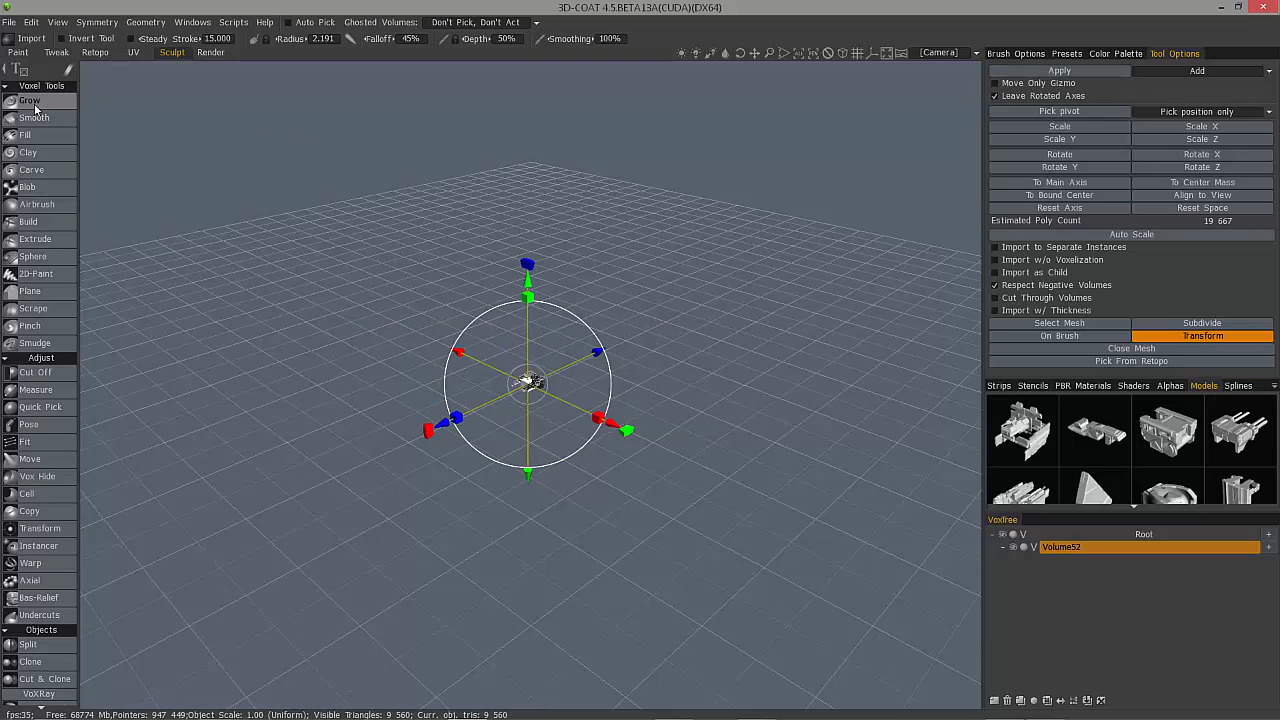 3D-COAT 4.5.BETA13A(CUDA)(DX64)
File Edit View Symmetry Geometry Windows Scripts Help Auto Pick Ghosted Volumes: Don't Pick, Don't Act
Import Invert Tool Steady Stroke 15.000 Radius 2.191 Falloff 45% Depth 50% Smoothing 100%
Paint Tweak Retopo UV Sculpt Render [Camera]
Brush Options Presets Color Palette Tool Options
Voxel Tools
Grow
Smooth
Fill
Clay
Carve
Blob
Airbrush
Build
Extrude
Sphere
2D-Paint
Plane
Scrape
Pinch
Smudge
Adjust
Cut Off
Measure
Quick Pick
Pose
Fit
Move
Vox Hide
Cell
Copy
Transform
Instancer
Warp
Axial
Bas-Relief
Undercuts
Objects
Split
Clone
Cut & Clone
VoXRay
Apply Add
Move Only Gizmo
Leave Rotated Axes
Pick pivot Pick position only
Scale Scale X
Scale Y Scale Z
Rotate Rotate X
Rotate Y Rotate Z
To Main Axis To Center Mass
To Bound Center Align to View
Reset Axis Reset Space
Estimated Poly Count 19 667
Auto Scale
Import to Separate Instances
Import w/o Voxelization
Import as Child
Respect Negative Volumes
Cut Through Volumes
Import w/ Thickness
Select Mesh Subdivide
On Brush Transform
Close Mesh
Pick From Retopo
Strips Stencils PBR Materials Shaders Alphas Models Splines
VoxTree
V Root +
V Volume52 +
fps:35; Free: 68774 Mb,Pointers: 947 449;Object Scale: 1.00 (Uniform); Visible Triangles: 9 560; Curr. obj. tris: 9 560